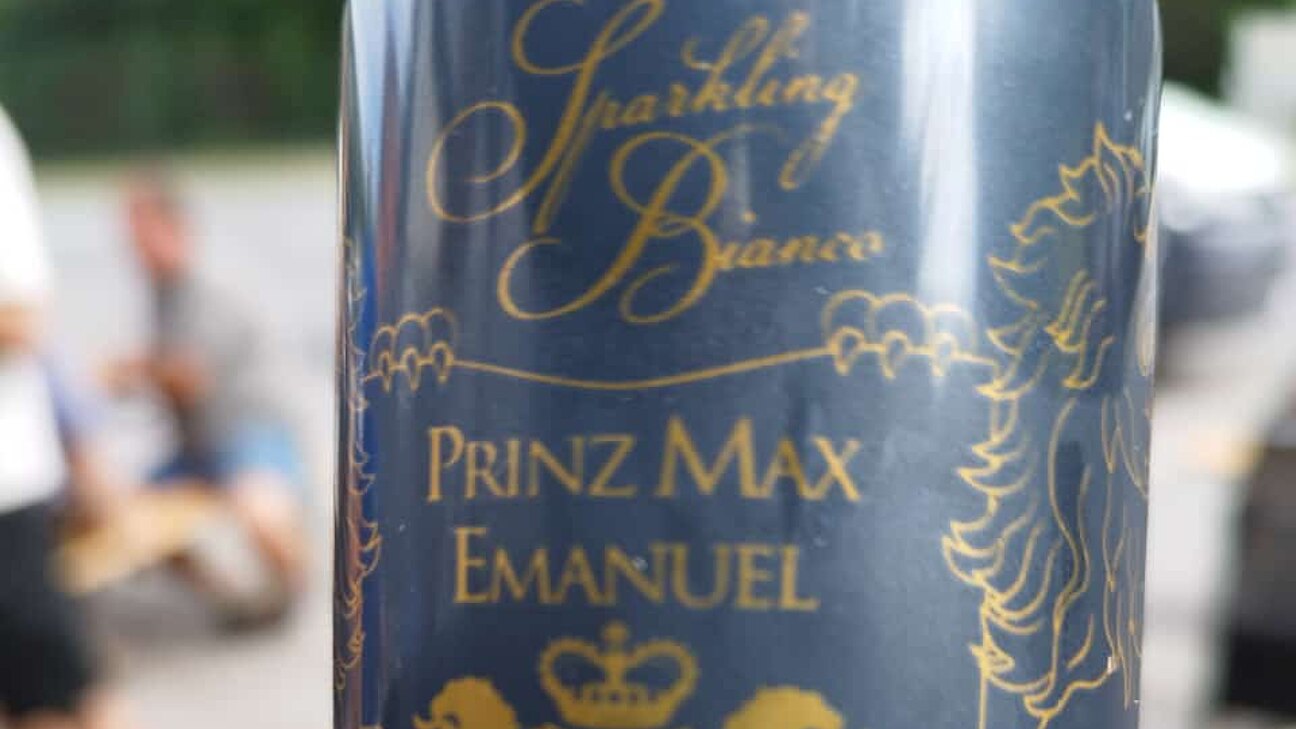 Sparkling
Bianco
PRINZ MAX
EMANUEL